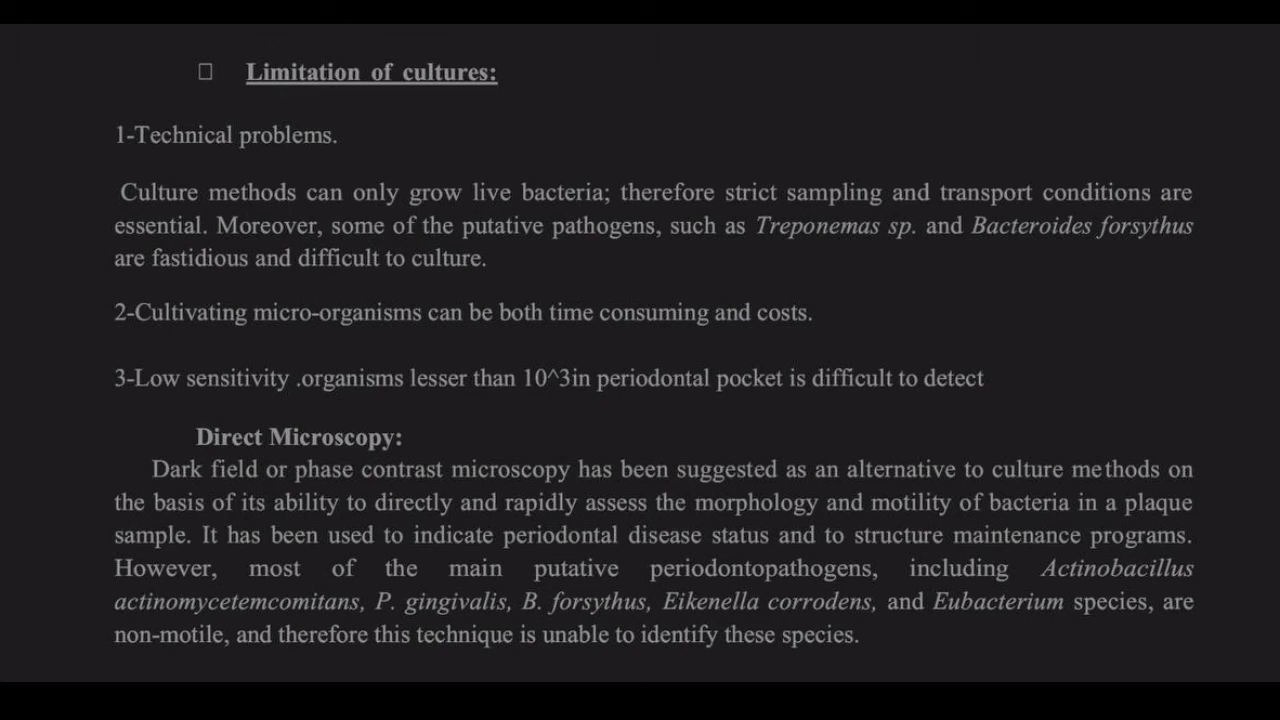 Limitation of cultures:
1-Technical problems.
Culture methods can only grow live bacteria; therefore strict sampling and transport conditions are
essential. Moreover, some of the putative pathogens, such as Treponemas sp. and Bacteroides forsythus
are fastidious and difficult to culture.
2-Cultivating micro-organisms can be both time consuming and costs.
3-Low sensitivity .organisms lesser than 10^3in periodontal pocket is difficult to detect
Direct Microscopy:
Dark field or phase contrast microscopy has been suggested as an alternative to culture methods on
the basis of its ability to directly and rapidly assess the morphology and motility of bacteria in a plaque
sample. It has been used to indicate periodontal disease status and to structure maintenance programs.
However, most of the main putative periodontopathogens, including Actinobacillus
actinomycetemcomitans, P. gingivalis, B. forsythus, Eikenella corrodens, and Eubacterium species, are
non-motile, and therefore this technique is unable to identify these species.